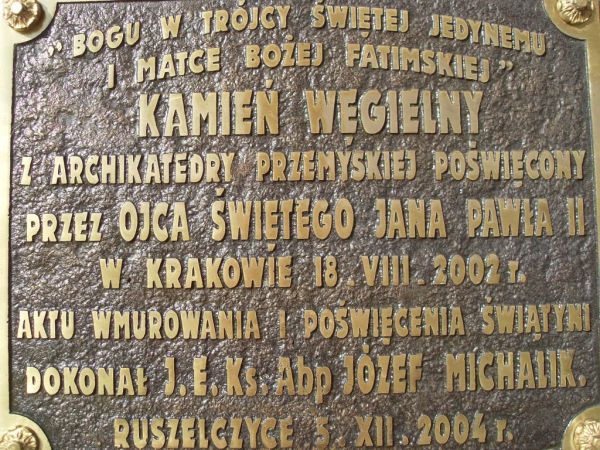 "BOGU W TRÓJCY ŚWIĘTEJ JEDYNEMU
I MATCE BOŻEJ FATIMSKIEJ"
KAMIEŃ WĘGIELNY
Z ARCHIKATEDRY PRZEMYSKIEJ POŚWIĘCONY
PRZEZ OJCA ŚWIĘTEGO JANA PAWŁA II
W KRAKOWIE 18.VIII.2002 r.
AKTU WMUROWANIA I POŚWIĘCENIA ŚWIĄTYNI
DOKONAŁ J.E.Ks.Abp JÓZEF MICHALIK.
RUSZELCZYCE 5.XII.2004 r.